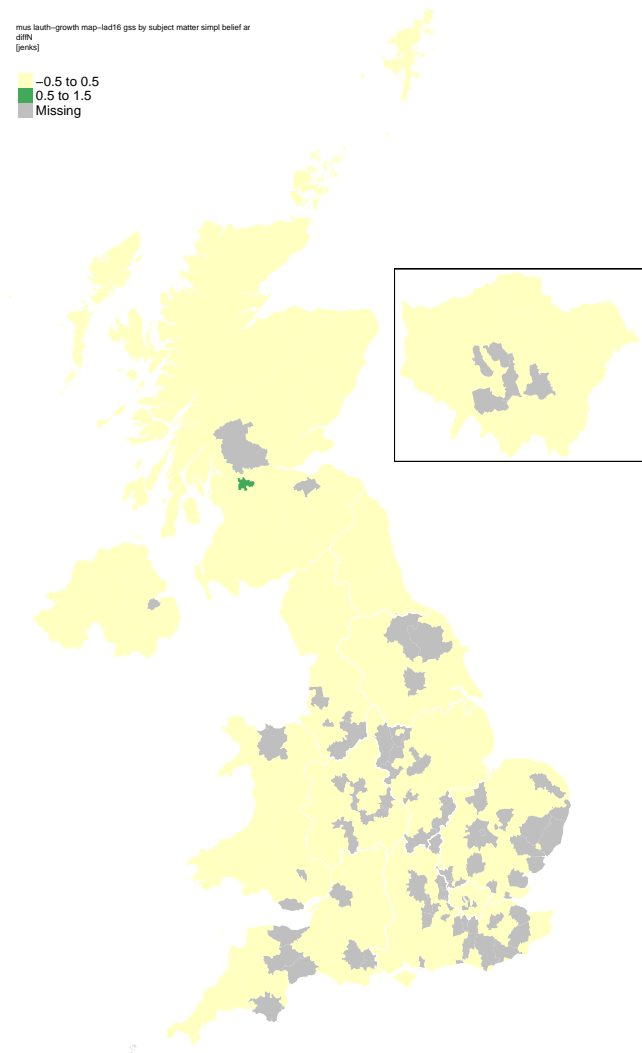 mus lauth−growth map−lad16 gss by subject matter simpl belief ar
diffN
[jenks]
−0.5 to 0.5
0.5 to 1.5
Missing